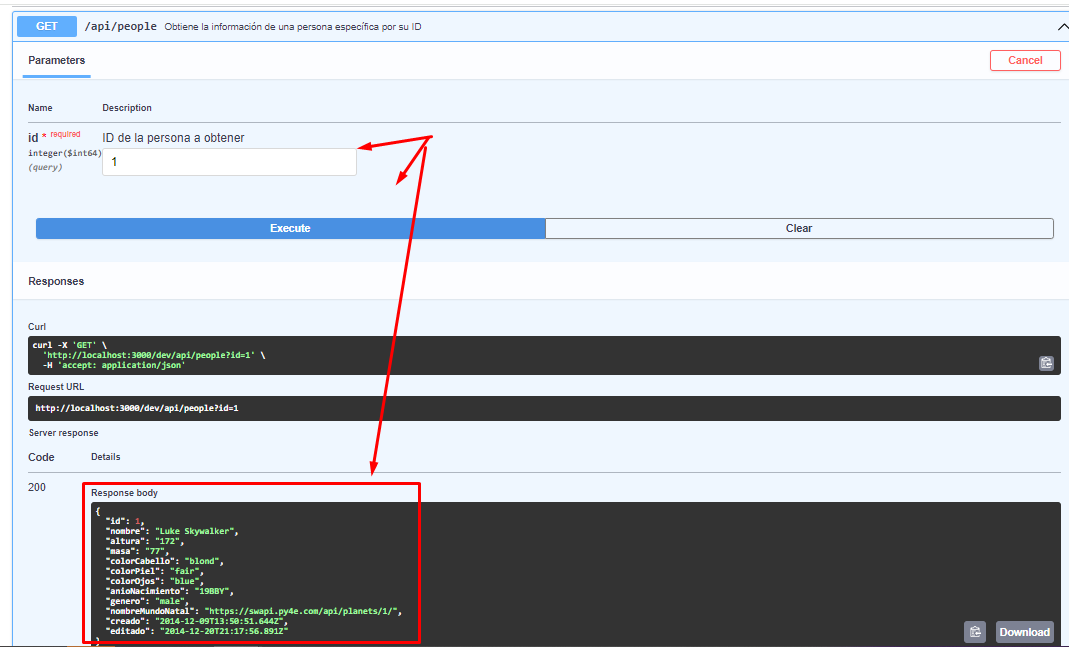 GET /api/people Obtiene la información de una persona específica por su ID
Parameters
Cancel
Name Description
id * required ID de la persona a obtener
integer($int64)
(query)
1
Execute Clear
Responses
Curl
curl -X 'GET' \
'http://localhost:3000/dev/api/people?id=1' \
-H 'accept: application/json'
Request URL
http://localhost:3000/dev/api/people?id=1
Server response
Code Details
200
Response body
{
"id": 1,
"nombre": "Luke Skywalker",
"altura": "172",
"masa": "77",
"colorCabello": "blond",
"colorPiel": "fair",
"colorOjos": "blue",
"anioNacimiento": "19BBY",
"genero": "male",
"nombreMundoNatal": "https://swapi.py4e.com/api/planets/1/",
"creado": "2014-12-09T13:50:51.644Z",
"editado": "2014-12-20T21:17:56.891Z"
}
Download